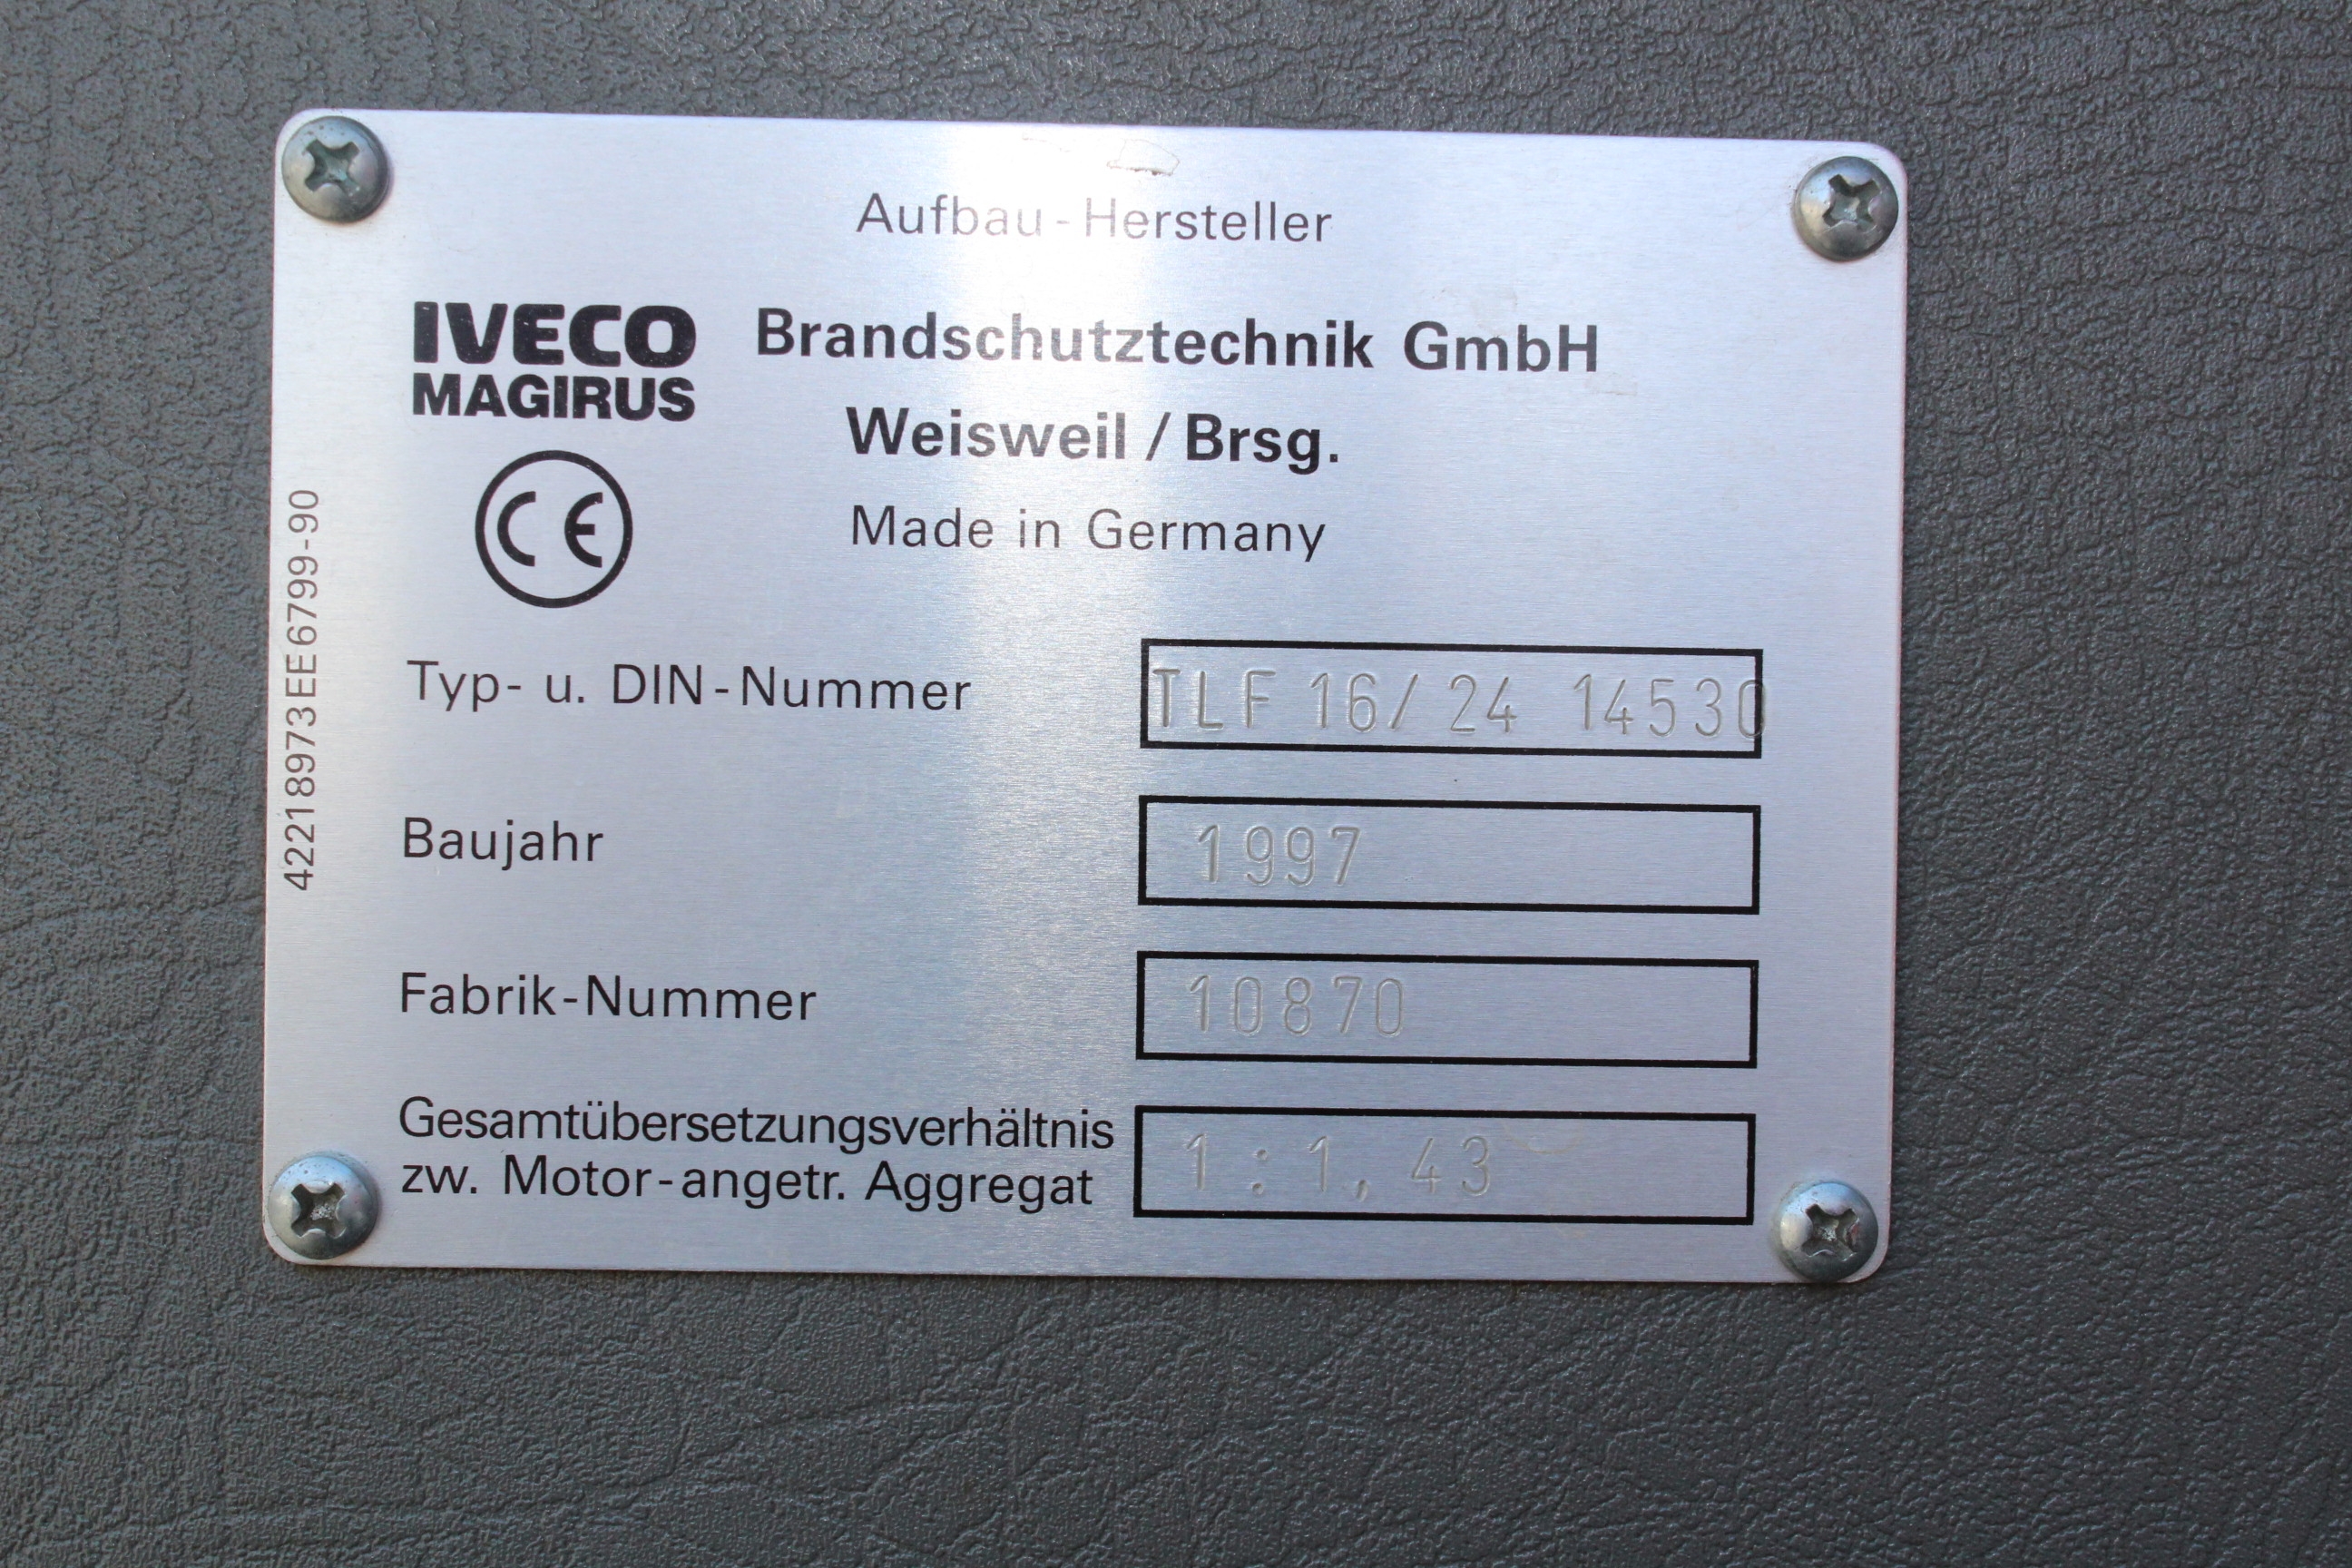 Aufbau-Hersteller
IVECO
MAGIRUS
Brandschutztechnik GmbH
Weisweil / Brsg.
Made in Germany
CE
Typ- u. DIN-Nummer
TLF 16/24 14530
Baujahr
1997
Fabrik-Nummer
10870
Gesamtübersetzungsverhältnis
zw. Motor-angetr. Aggregat
1:1,43
42218973EE6799-90